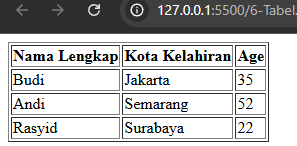 127.0.0.1:5500/6-Tabel.
Nama Lengkap Kota Kelahiran Age
Budi Jakarta 35
Andi Semarang 52
Rasyid Surabaya 22